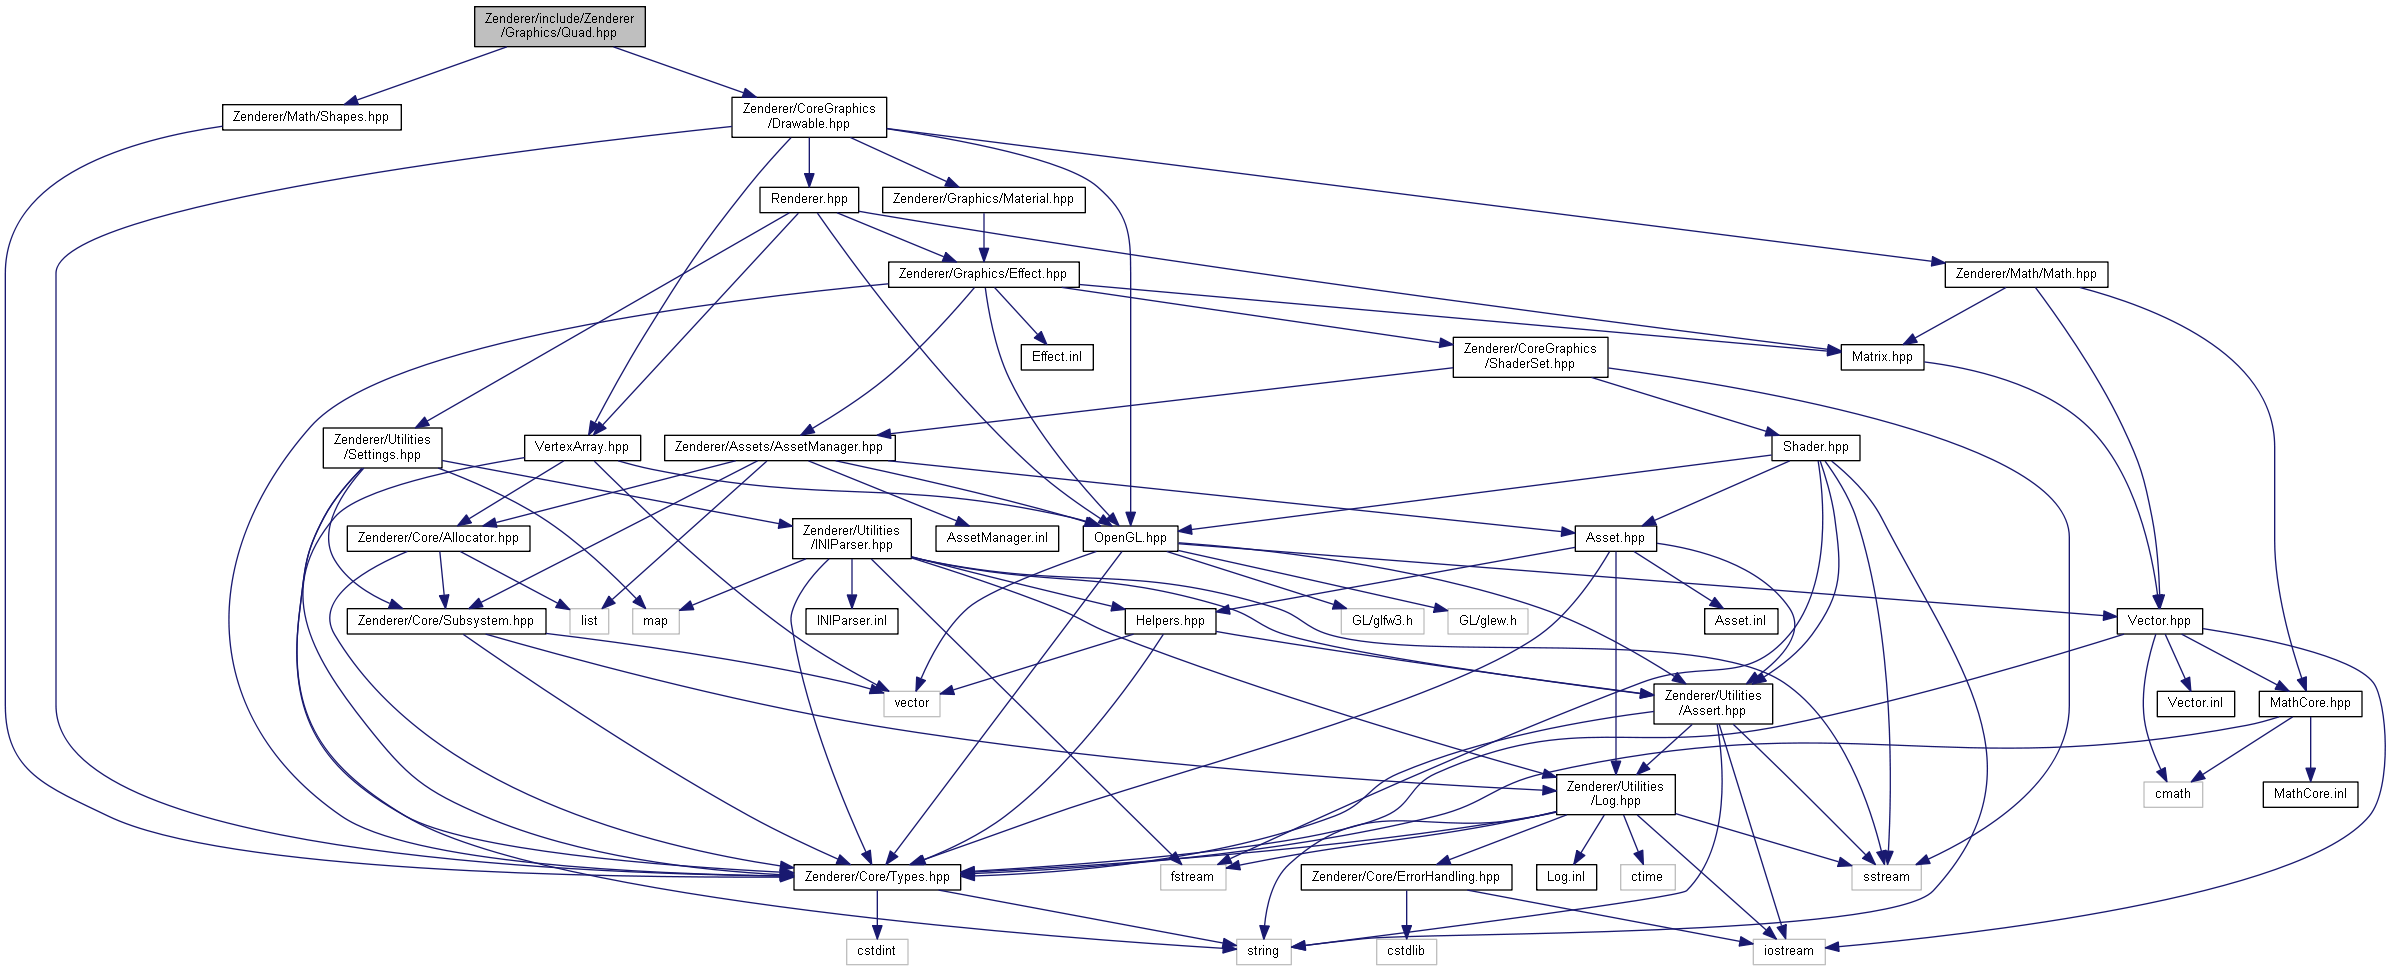 Zenderer/include/Zenderer
/Graphics/Quad.hpp
Zenderer/Math/Shapes.hpp
Zenderer/CoreGraphics
/Drawable.hpp
Renderer.hpp
Zenderer/Graphics/Material.hpp
Zenderer/Graphics/Effect.hpp
Zenderer/Math/Math.hpp
Effect.inl
Zenderer/CoreGraphics
/ShaderSet.hpp
Matrix.hpp
Zenderer/Utilities
/Settings.hpp
VertexArray.hpp
Zenderer/Assets/AssetManager.hpp
Shader.hpp
Zenderer/Core/Allocator.hpp
Zenderer/Utilities
/INIParser.hpp
AssetManager.inl
OpenGL.hpp
Asset.hpp
Zenderer/Core/Subsystem.hpp
list
map
INIParser.inl
Helpers.hpp
GL/glfw3.h
GL/glew.h
Asset.inl
Vector.hpp
vector
Zenderer/Utilities
/Assert.hpp
Vector.inl
MathCore.hpp
Zenderer/Utilities
/Log.hpp
cmath
MathCore.inl
Zenderer/Core/Types.hpp
fstream
Zenderer/Core/ErrorHandling.hpp
Log.inl
ctime
sstream
cstdint
string
cstdlib
iostream